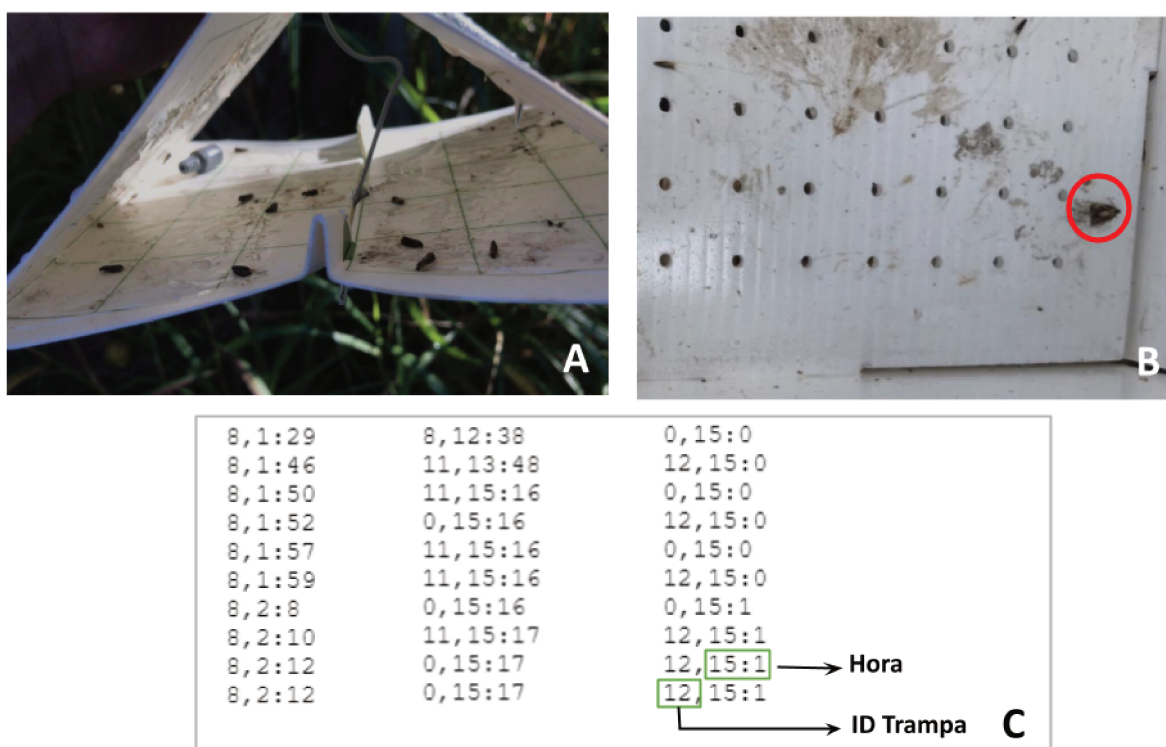 A
B
8,1:29 8,12:38 0,15:0
8,1:46 11,13:48 12,15:0
8,1:50 11,15:16 0,15:0
8,1:52 0,15:16 12,15:0
8,1:57 11,15:16 0,15:0
8,1:59 11,15:16 12,15:0
8,2:8 0,15:16 0,15:1
8,2:10 11,15:17 12,15:1
8,2:12 0,15:17 12,15:1 Hora
8,2:12 0,15:17 12,15:1
ID Trampa C